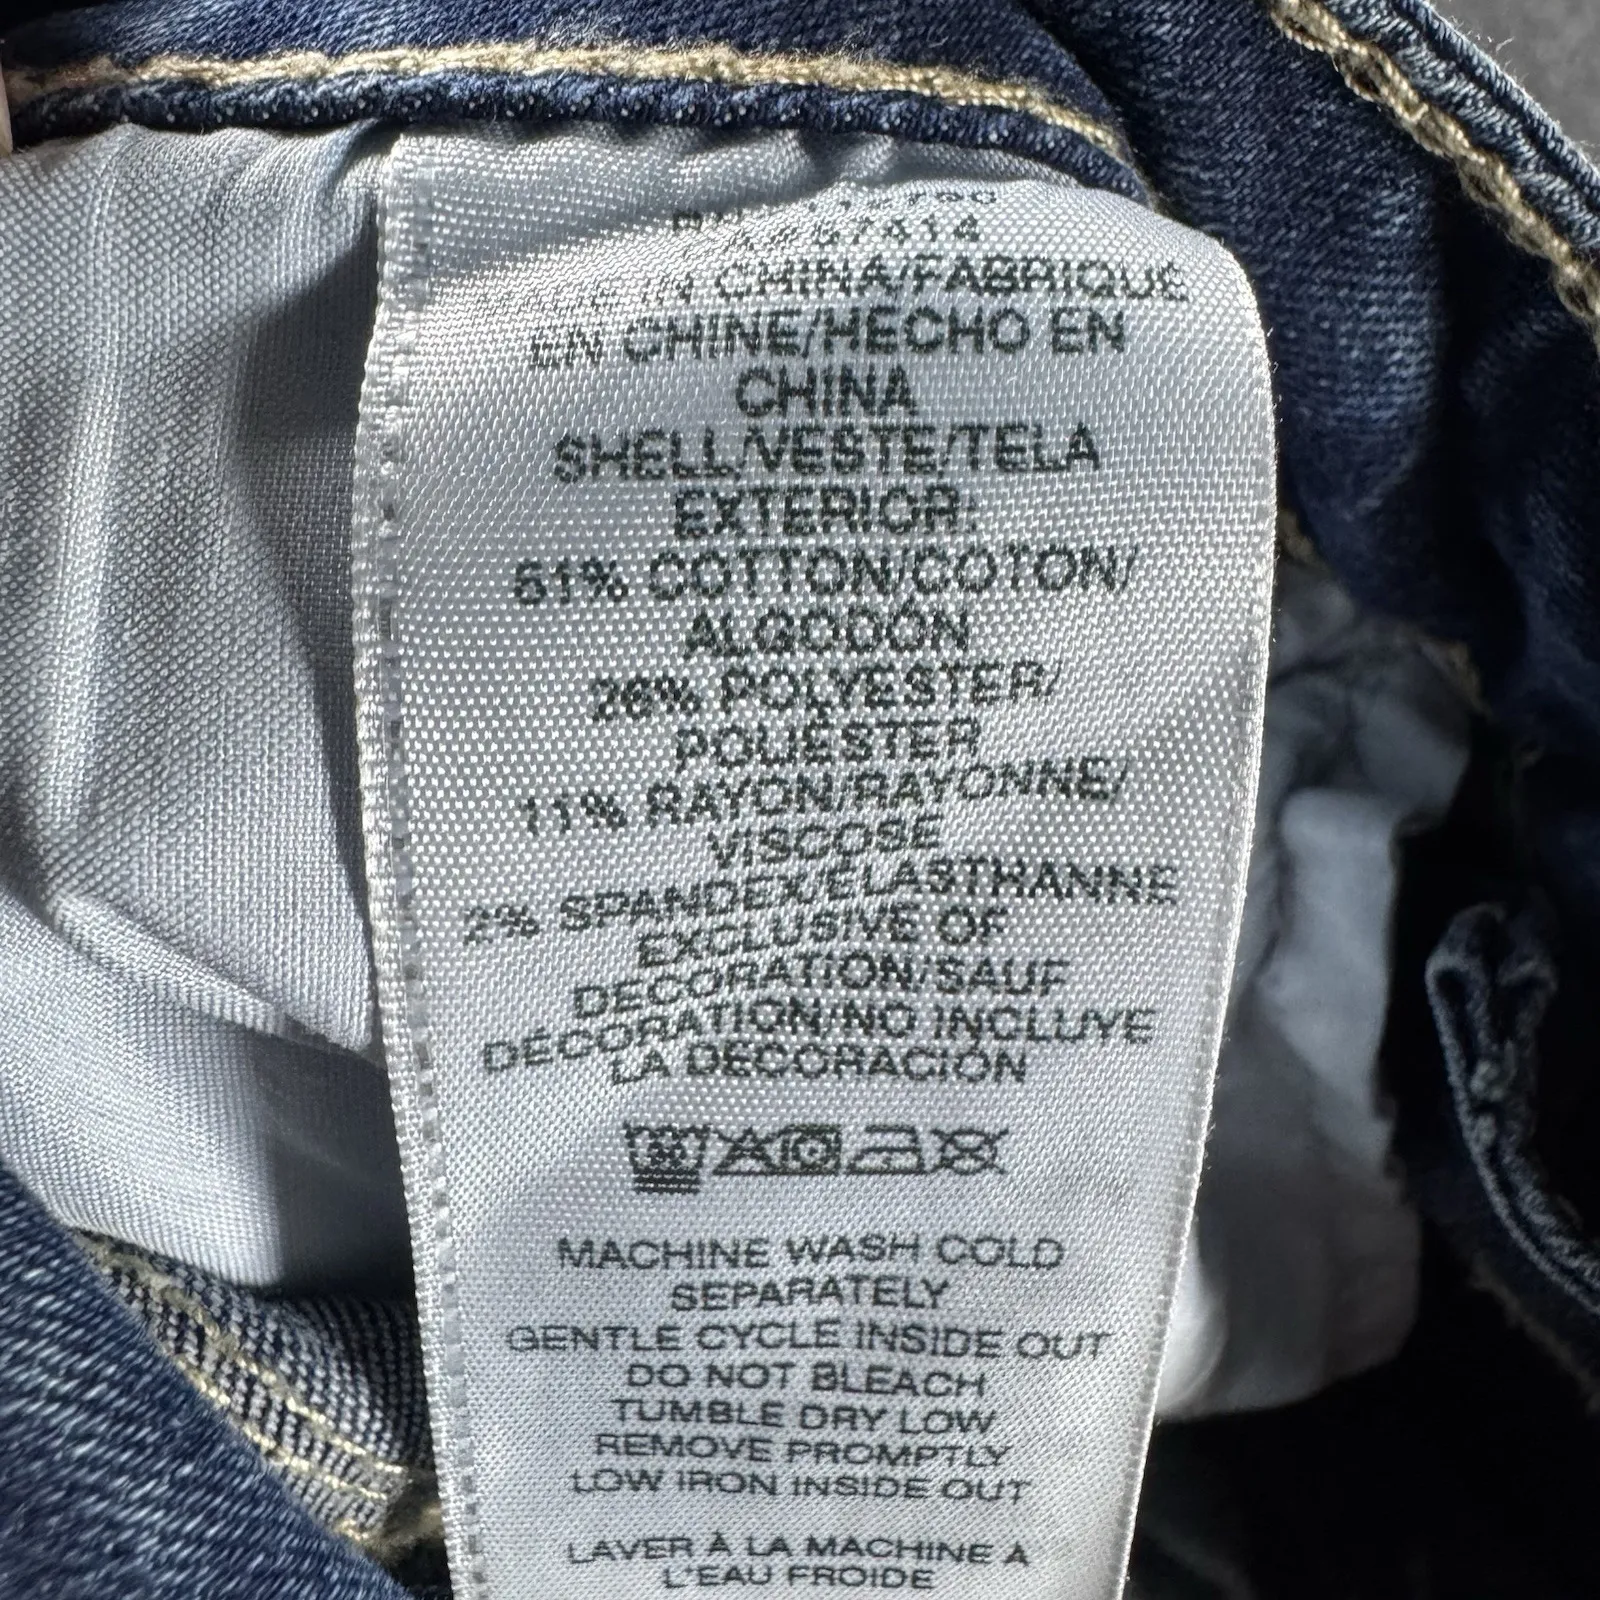 IN CHINA/FABRIQUÉ
EN CHINE/HECHO EN
CHINA
SHELL/VESTE/TELA
EXTERIOR:
61% COTTON/COTON/
ALGODÓN
26% POLYESTER/
POLIÉSTER
11% RAYON/RAYONNE/
VISCOSE
2% SPANDEX/ELASTHANNE
EXCLUSIVE OF
DECORATION/SAUF
DÉCORATION/NO INCLUYE
LA DECORACIÓN
30
MACHINE WASH COLD
SEPARATELY
GENTLE CYCLE INSIDE OUT
DO NOT BLEACH
TUMBLE DRY LOW
REMOVE PROMPTLY
LOW IRON INSIDE OUT
LAVER À LA MACHINE À
L'EAU FROIDE